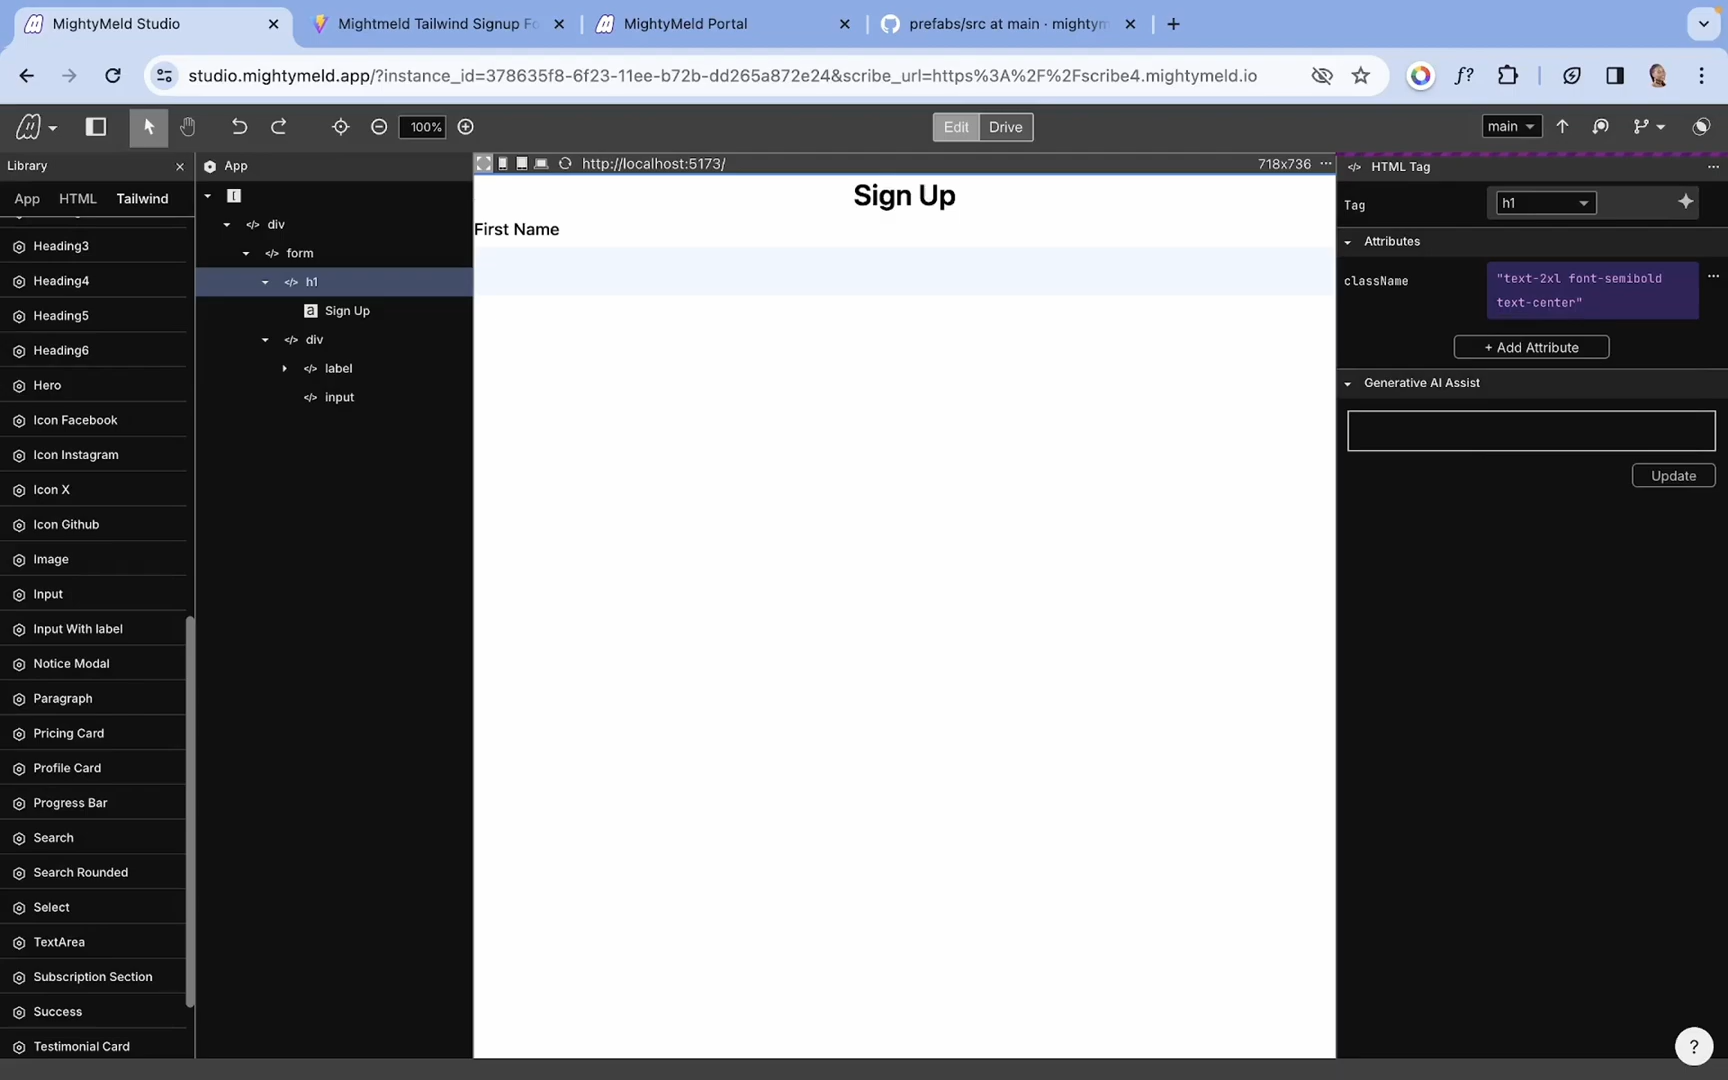 MightyMeld Studio
Mightmeld Tailwind Signup Fo
MightyMeld Portal
prefabs/src at main · mightym
studio.mightymeld.app/?instance_id=378635f8-6f23-11ee-b72b-dd265a872e24&scribe_url=https%3A%2F%2Fscribe4.mightymeld.io
f?
100%
Edit
Drive
main
Library
App
http://localhost:5173/
718x736
HTML Tag
App
HTML
Tailwind
Tag
h1
Heading3
Heading4
Heading5
Heading6
Hero
Icon Facebook
Icon Instagram
Icon X
Icon Github
Image
Input
Input With label
Notice Modal
Paragraph
Pricing Card
Profile Card
Progress Bar
Search
Search Rounded
Select
TextArea
Subscription Section
Success
Testimonial Card
[
</> div
</> form
</> h1
a Sign Up
</> div
</> label
</> input
Sign Up
First Name
Attributes
className
"text-2xl font-semibold
text-center"
+ Add Attribute
Generative AI Assist
Update
?